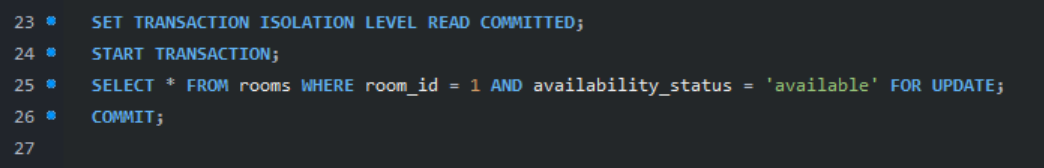 23 SET TRANSACTION ISOLATION LEVEL READ COMMITTED;
24 START TRANSACTION;
25 SELECT * FROM rooms WHERE room_id = 1 AND availability_status = 'available' FOR UPDATE;
26 COMMIT;
27